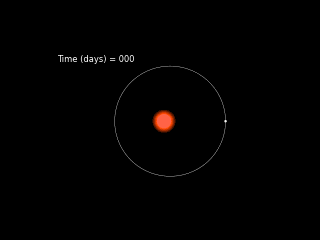 Time (days) = 000